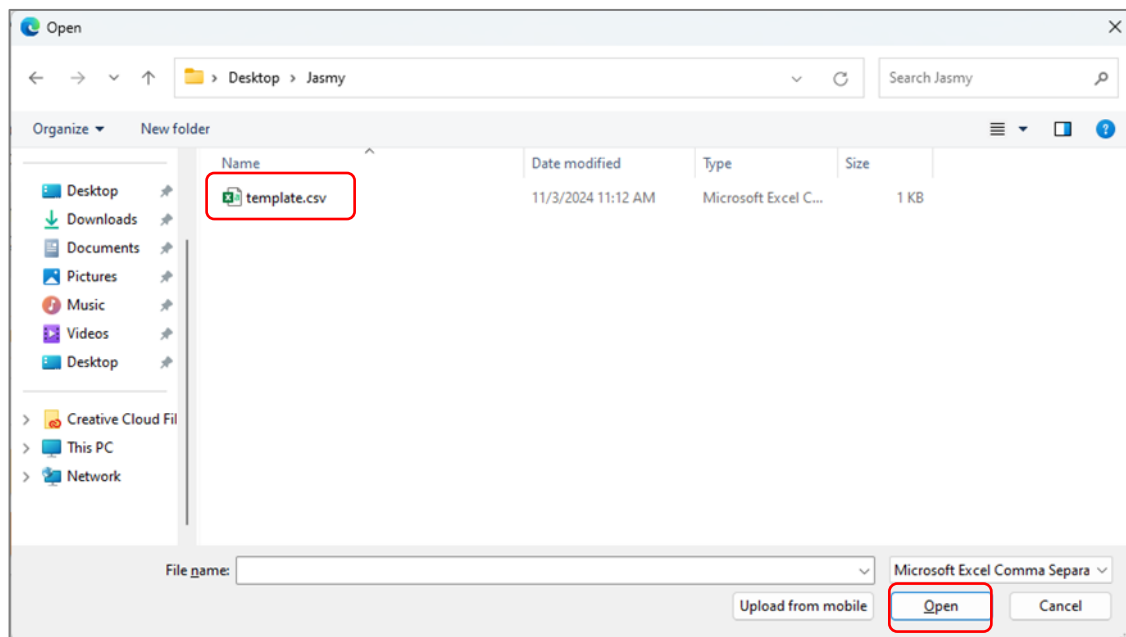 Open
Desktop > Jasmy
Search Jasmy
Organize
New folder
Name
Date modified
Type
Size
template.csv
11/3/2024 11:12 AM
Microsoft Excel C...
1 KB
Desktop
Downloads
Documents
Pictures
Music
Videos
Desktop
Creative Cloud Fil
This PC
Network
File name:
Microsoft Excel Comma Separa
Upload from mobile
Open
Cancel